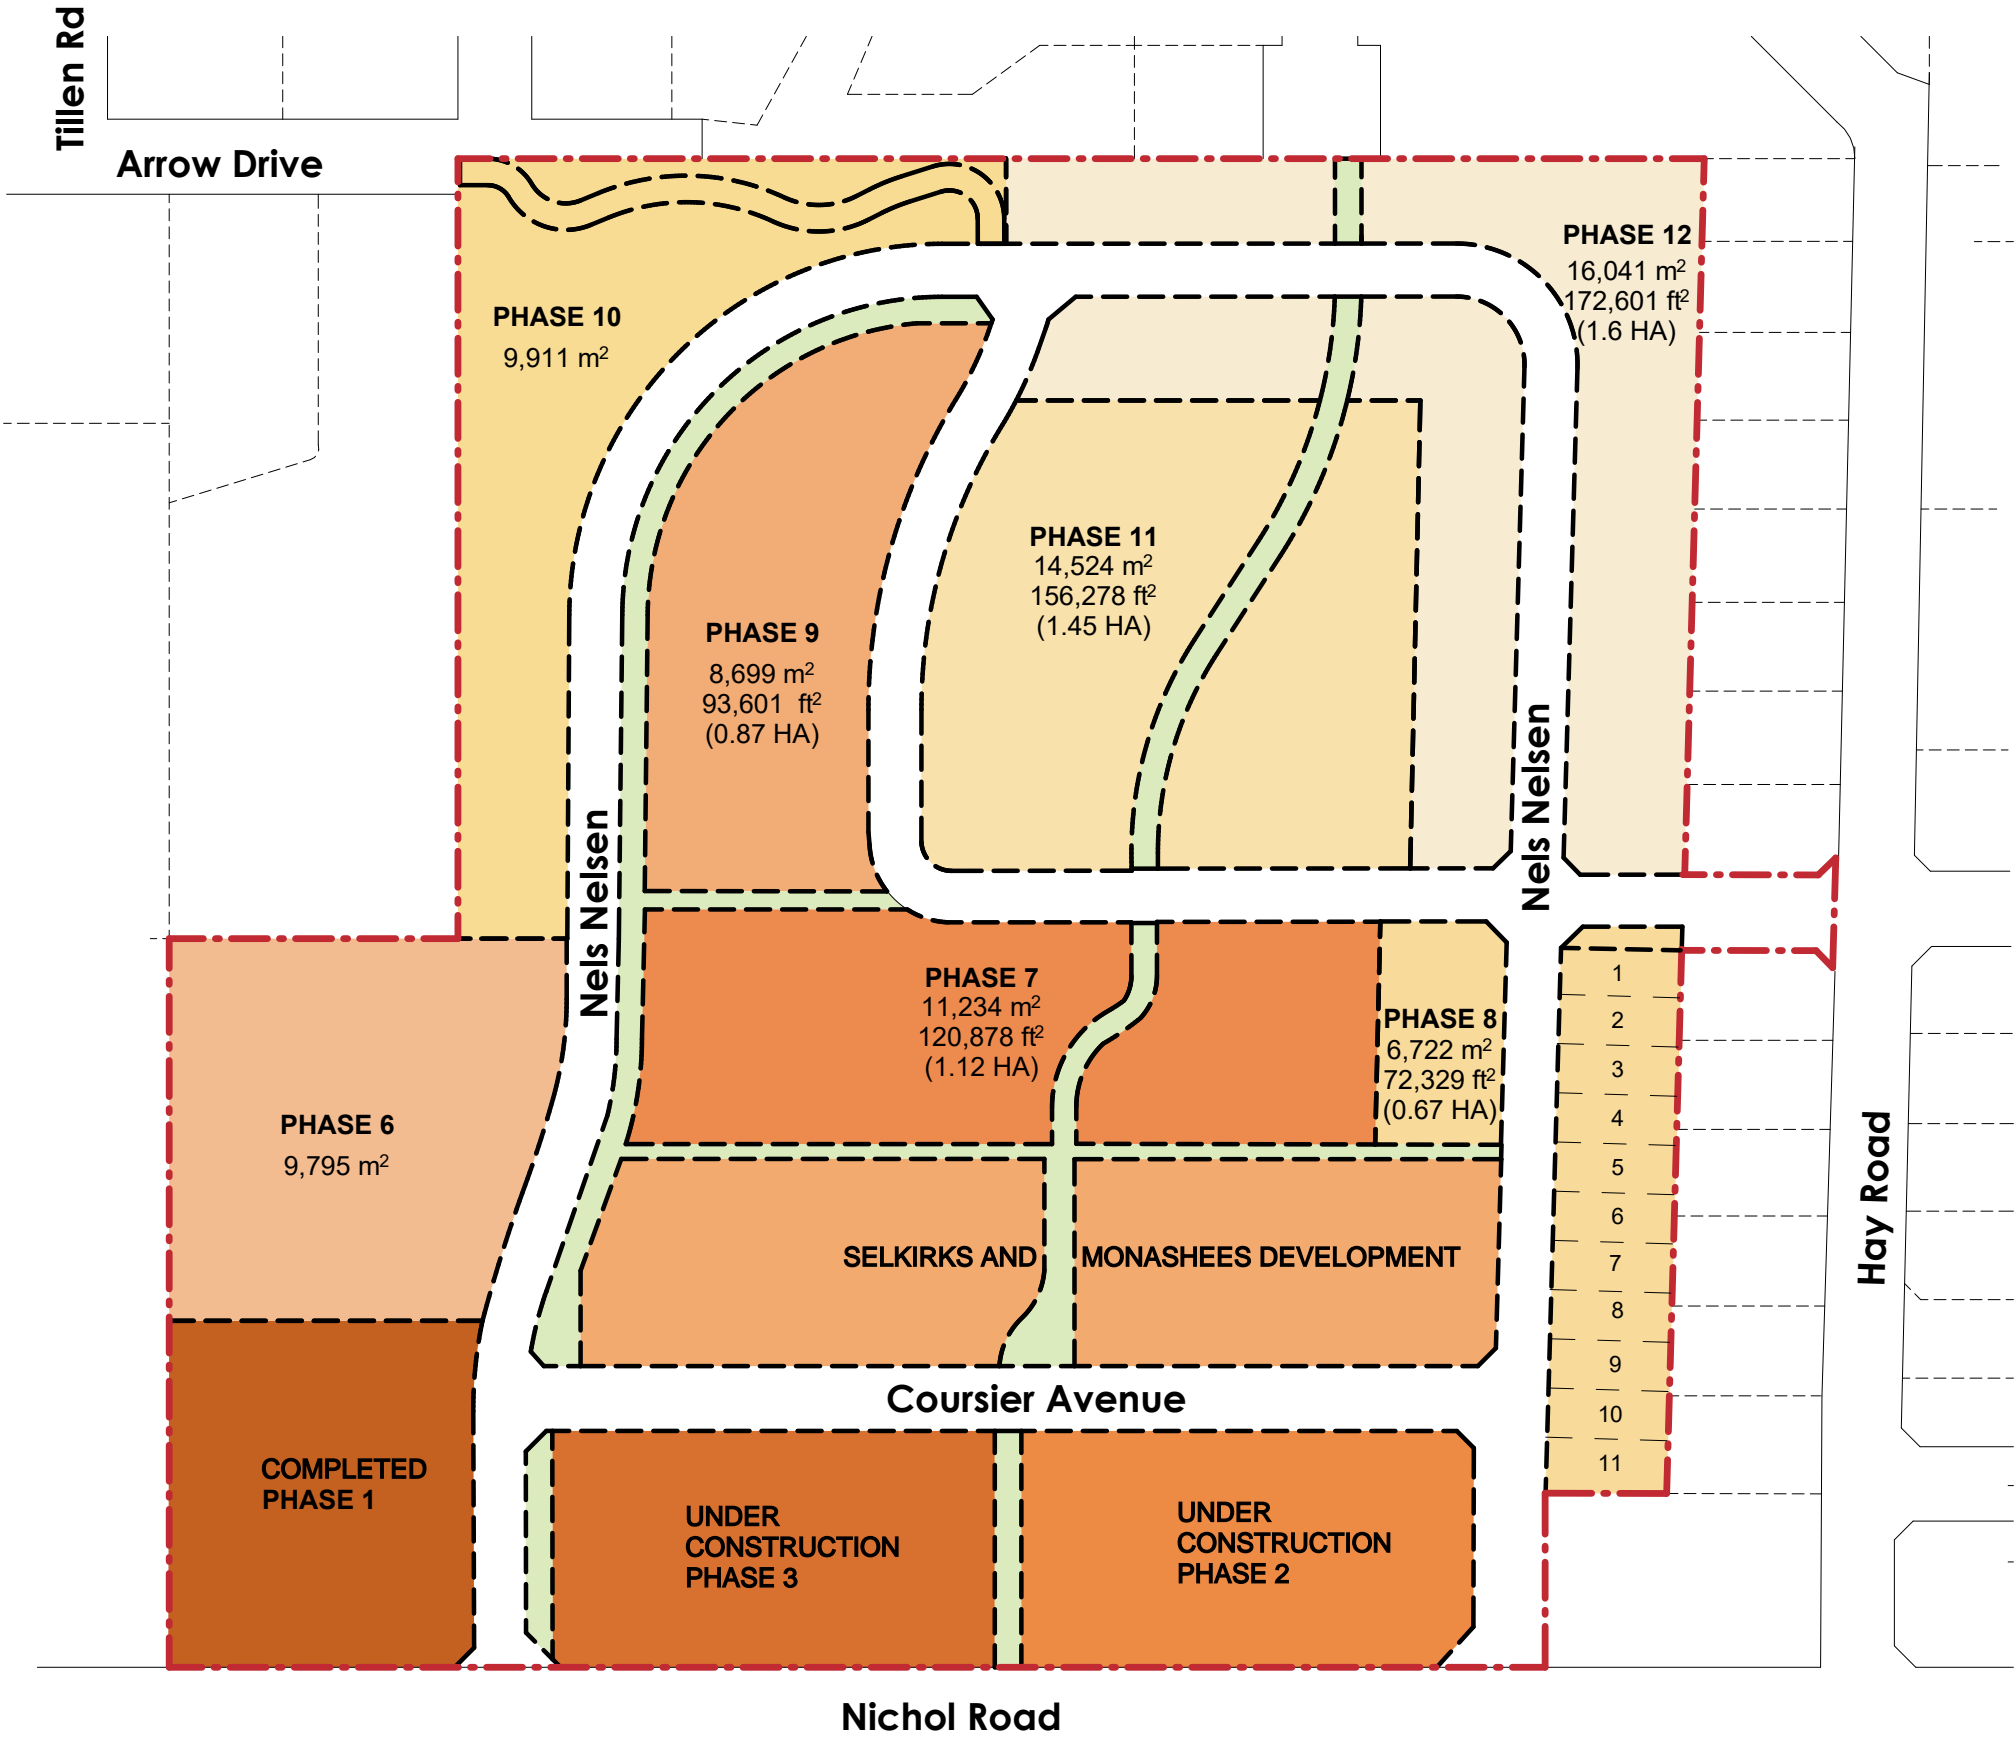 Tillen Rd
Arrow Drive
PHASE 12
16,041 m²
172,601 ft²
(1.6 HA)
PHASE 10
9,911 m²
PHASE 11
14,524 m²
156,278 ft²
(1.45 HA)
PHASE 9
8,699 m²
93,601 ft²
(0.87 HA)
Nels Nelsen
Nels Nelsen
PHASE 7
11,234 m²
120,878 ft²
(1.12 HA)
PHASE 8
6,722 m²
72,329 ft²
(0.67 HA)
1
2
3
4
5
6
7
8
9
10
11
PHASE 6
9,795 m²
Hay Road
SELKIRKS AND MONASHEES DEVELOPMENT
Coursier Avenue
COMPLETED
PHASE 1
UNDER
CONSTRUCTION
PHASE 3
UNDER
CONSTRUCTION
PHASE 2
Nichol Road